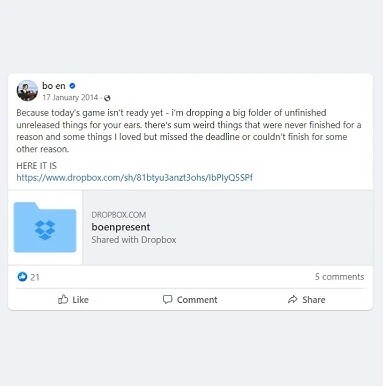 bo en
17 January 2014 ·
Because today's game isn't ready yet - i'm dropping a big folder of unfinished
unreleased things for your ears. there's sum weird things that were never finished for a
reason and some things I loved but missed the deadline or couldn't finish for some
other reason.
HERE IT IS
https://www.dropbox.com/sh/81btyu3anzt3ohs/IbPIyQ5SPf
DROPBOX.COM
boenpresent
Shared with Dropbox
21
5 comments
Like
Comment
Share